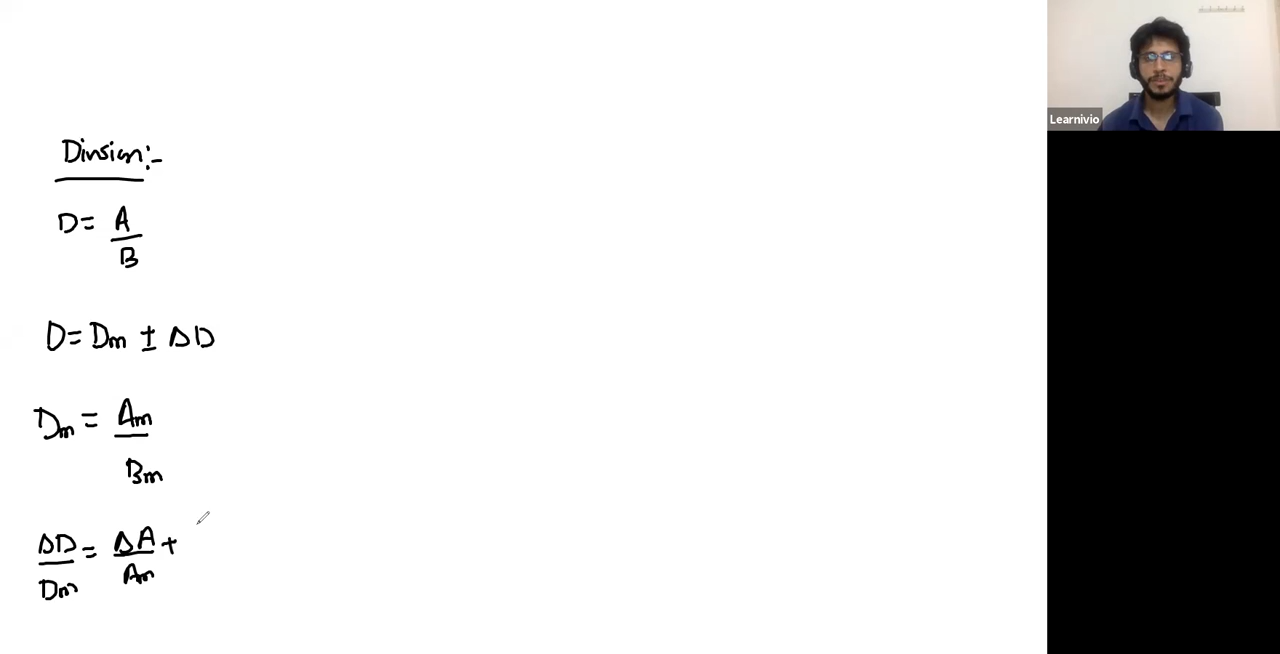 Division:-
D = A/B
D = Dm ± ΔD
Dm = Am/Bm
ΔD/Dm = ΔA/Am +
Learnivio